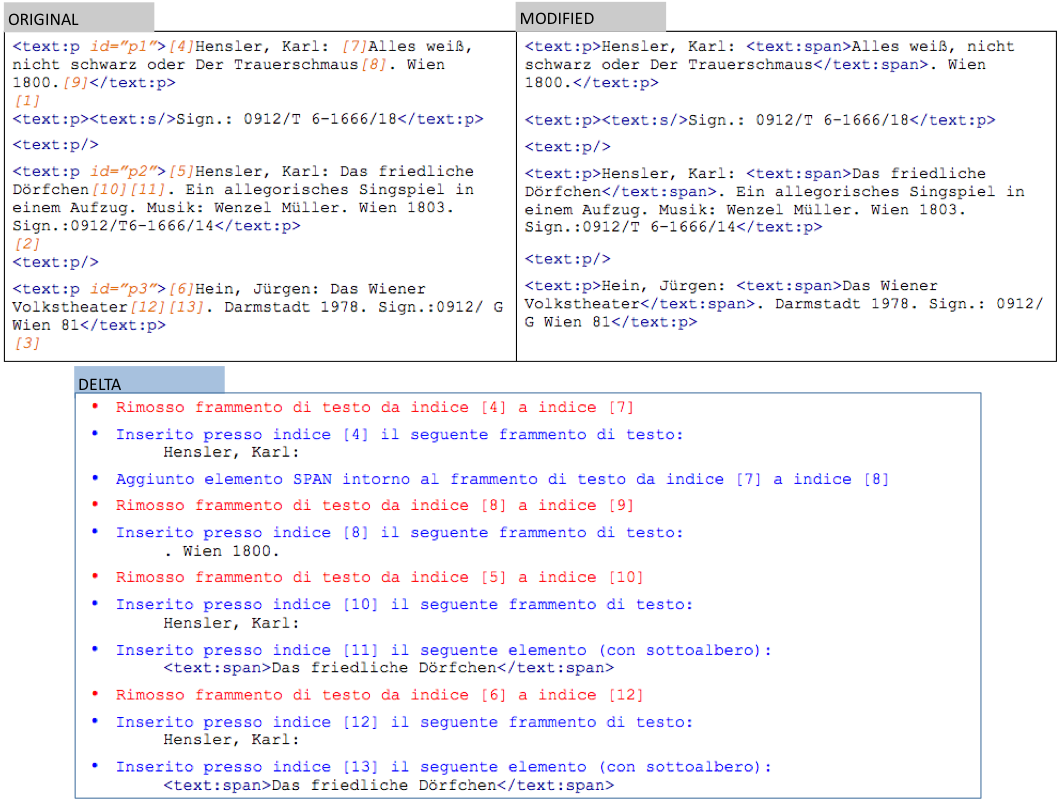 ORIGINAL
<text:p id="p1">[4]Hensler, Karl: [7]Alles weiß,
nicht schwarz oder Der Trauerschmaus[8]. Wien
1800.[9]</text:p>
[1]
<text:p><text:s/>Sign.: 0912/T 6-1666/18</text:p>
<text:p/>
<text:p id="p2">[5]Hensler, Karl: Das friedliche
Dörfchen[10][11]. Ein allegorisches Singspiel in
einem Aufzug. Musik: Wenzel Müller. Wien 1803.
Sign.:0912/T6-1666/14</text:p>
[2]
<text:p/>
<text:p id="p3">[6]Hein, Jürgen: Das Wiener
Volkstheater[12][13]. Darmstadt 1978. Sign.:0912/ G
Wien 81</text:p>
[3]
MODIFIED
<text:p>Hensler, Karl: <text:span>Alles weiß, nicht
schwarz oder Der Trauerschmaus</text:span>. Wien
1800.</text:p>
<text:p><text:s/>Sign.: 0912/T 6-1666/18</text:p>
<text:p/>
<text:p>Hensler, Karl: <text:span>Das friedliche
Dörfchen</text:span>. Ein allegorisches Singspiel in
einem Aufzug. Musik: Wenzel Müller. Wien 1803.
Sign.:0912/T 6-1666/14</text:p>
<text:p/>
<text:p>Hein, Jürgen: <text:span>Das Wiener
Volkstheater</text:span>. Darmstadt 1978. Sign.: 0912/
G Wien 81</text:p>
DELTA
• Rimosso frammento di testo da indice [4] a indice [7]
• Inserito presso indice [4] il seguente frammento di testo:
Hensler, Karl:
• Aggiunto elemento SPAN intorno al frammento di testo da indice [7] a indice [8]
• Rimosso frammento di testo da indice [8] a indice [9]
• Inserito presso indice [8] il seguente frammento di testo:
. Wien 1800.
• Rimosso frammento di testo da indice [5] a indice [10]
• Inserito presso indice [10] il seguente frammento di testo:
Hensler, Karl:
• Inserito presso indice [11] il seguente elemento (con sottoalbero):
<text:span>Das friedliche Dörfchen</text:span>
• Rimosso frammento di testo da indice [6] a indice [12]
• Inserito presso indice [12] il seguente frammento di testo:
Hensler, Karl:
• Inserito presso indice [13] il seguente elemento (con sottoalbero):
<text:span>Das friedliche Dörfchen</text:span>